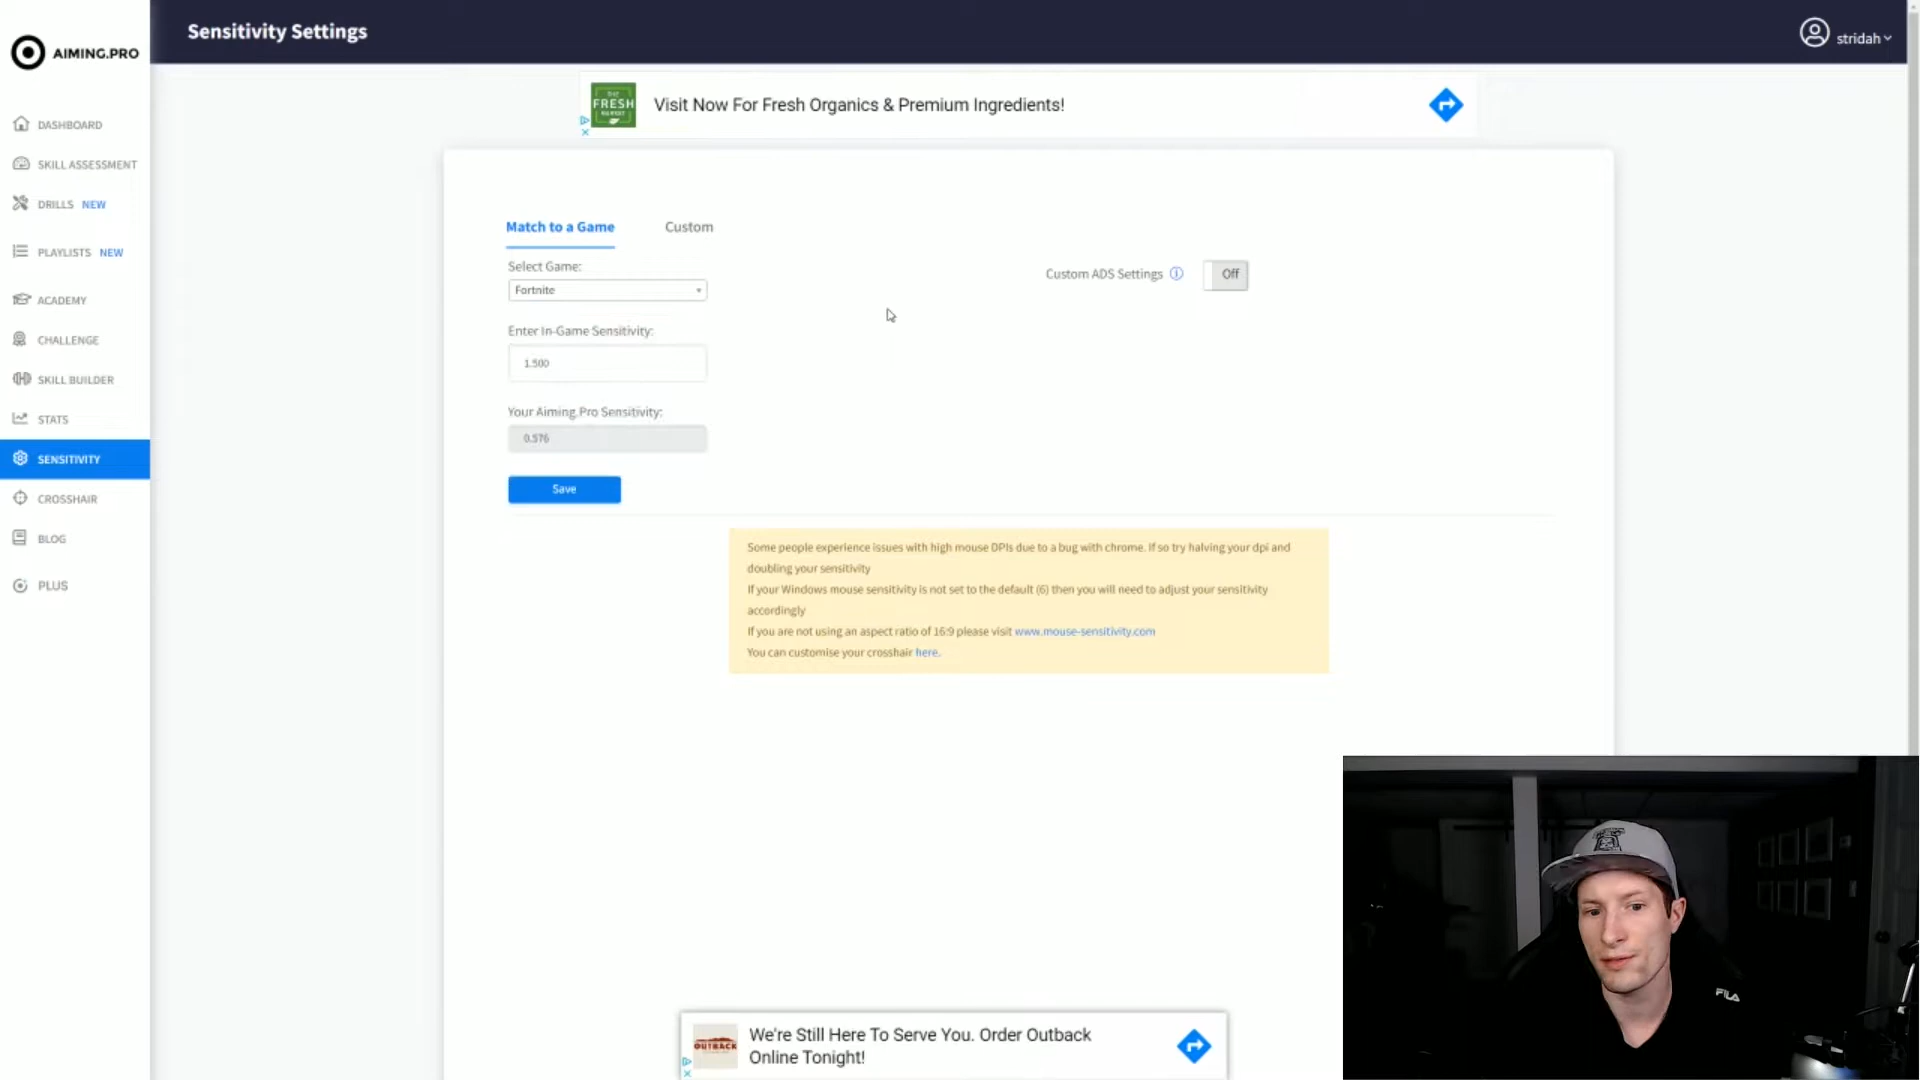 Sensitivity Settings
stridah
AIMING.PRO
DASHBOARD
SKILL ASSESSMENT
DRILLS NEW
PLAYLISTS NEW
ACADEMY
CHALLENGE
SKILL BUILDER
STATS
SENSITIVITY
CROSSHAIR
BLOG
PLUS
THE
FRESH
MARKET
Visit Now For Fresh Organics & Premium Ingredients!
Match to a Game
Custom
Select Game:
Fortnite
Custom ADS Settings
Off
Enter In-Game Sensitivity:
1.500
Your Aiming.Pro Sensitivity:
0.576
Save
Some people experience issues with high mouse DPIs due to a bug with chrome. If so try halving your dpi and
doubling your sensitivity
If your Windows mouse sensitivity is not set to the default (6) then you will need to adjust your sensitivity
accordingly
If you are not using an aspect ratio of 16:9 please visit www.mouse-sensitivity.com
You can customise your crosshair here.
FILA
OUTBACK
We're Still Here To Serve You. Order Outback
Online Tonight!